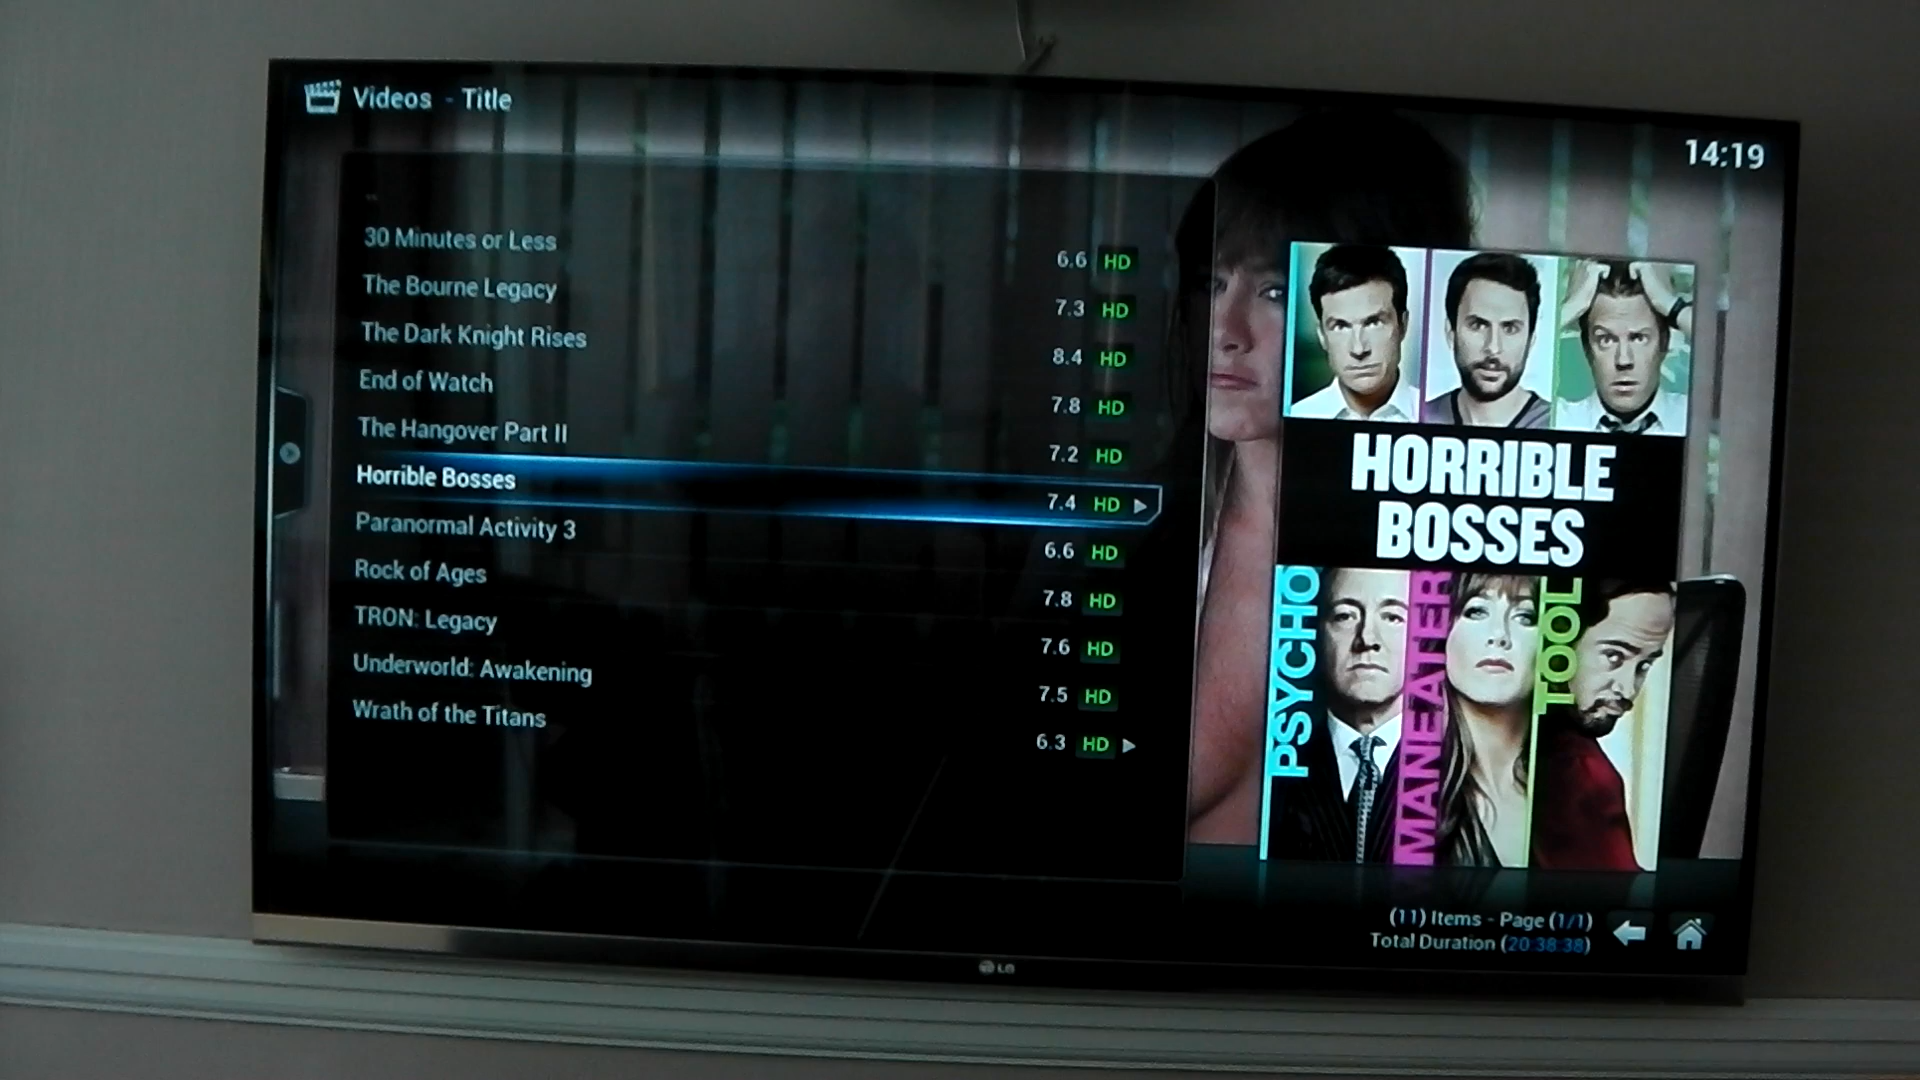 Videos - Title
14:19
..
30 Minutes or Less 6.6 HD
The Bourne Legacy 7.3 HD
The Dark Knight Rises 8.4 HD
End of Watch 7.8 HD
The Hangover Part II 7.2 HD
Horrible Bosses 7.4 HD
Paranormal Activity 3 6.6 HD
Rock of Ages 7.8 HD
TRON: Legacy 7.6 HD
Underworld: Awakening 7.5 HD
Wrath of the Titans 6.3 HD
HORRIBLE
BOSSES
PSYCHO
MANEATER
TOOL
(11) Items - Page (1/1)
Total Duration (20:38:38)
LG